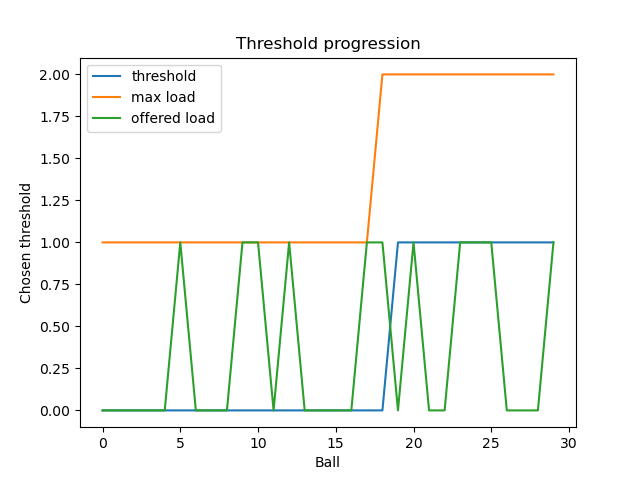 Threshold progression
threshold
max load
offered load
2.00
1.75
1.50
1.25
1.00
0.75
0.50
0.25
0.00
Chosen threshold
0 5 10 15 20 25 30
Ball